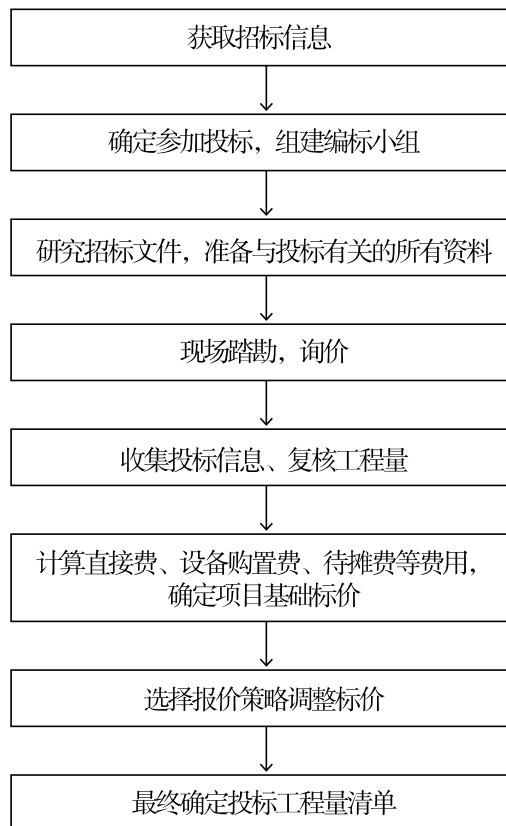 获取招标信息
确定参加投标，组建编标小组
研究招标文件，准备与投标有关的所有资料
现场踏勘，询价
收集投标信息、复核工程量
计算直接费、设备购置费、待摊费等费用，
确定项目基础标价
选择报价策略调整标价
最终确定投标工程量清单